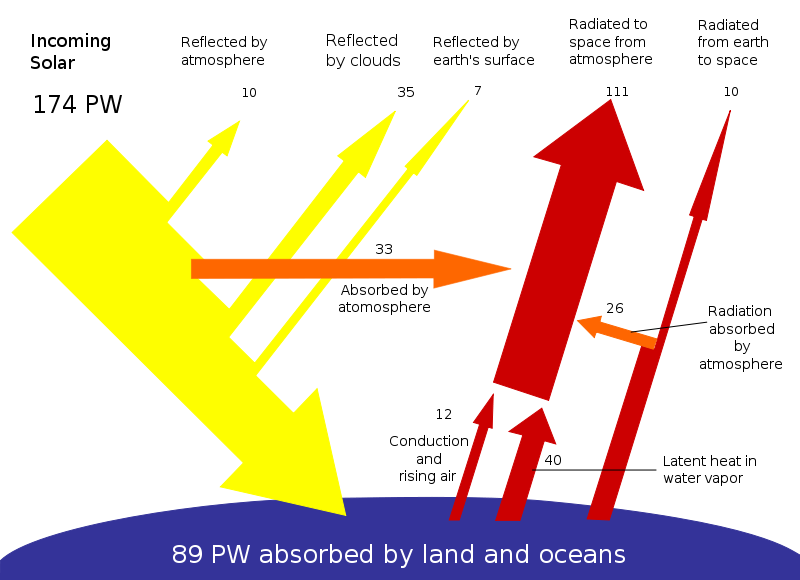 Incoming
Solar
174 PW
Reflected by
atmosphere
10
Reflected
by clouds
35
Reflected by
earth's surface
7
Radiated to
space from
atmosphere
111
Radiated
from earth
to space
10
33
Absorbed by
atomosphere
26
Radiation
absorbed
by
atmosphere
12
Conduction
and
rising air
40
Latent heat in
water vapor
89 PW absorbed by land and oceans